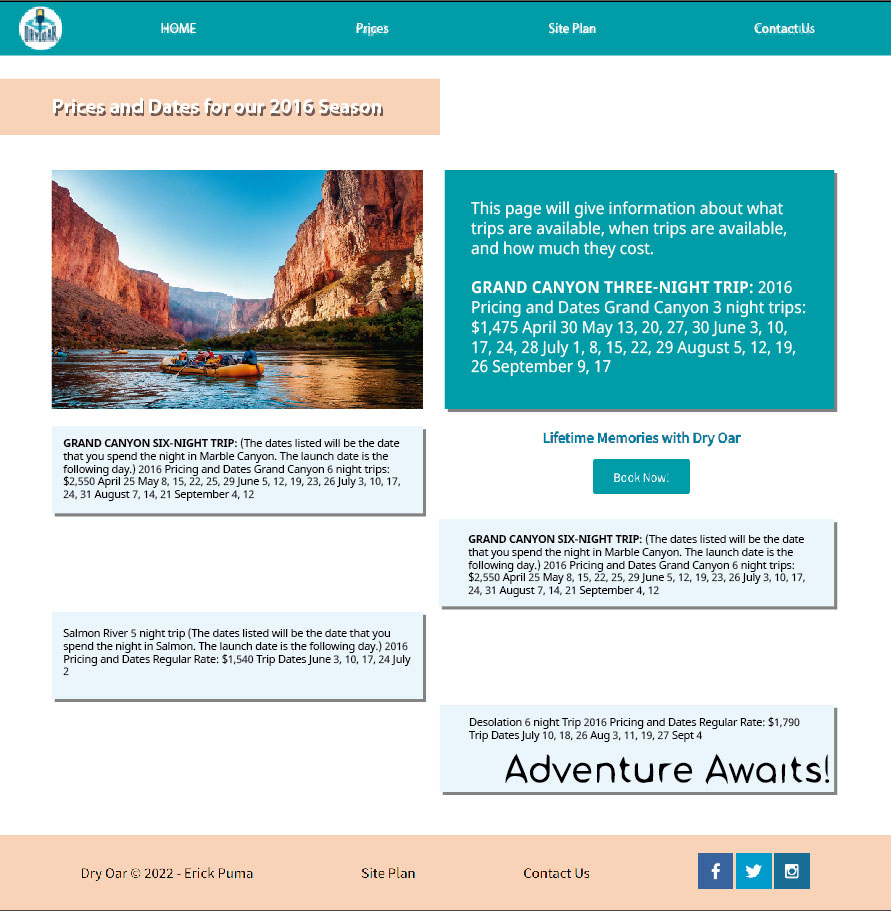 DRY OAR
HOME
Prices
Site Plan
Contact Us
Prices and Dates for our 2016 Season
This page will give information about what
trips are available, when trips are available,
and how much they cost.
GRAND CANYON THREE-NIGHT TRIP: 2016
Pricing and Dates Grand Canyon 3 night trips:
$1,475 April 30 May 13, 20, 27, 30 June 3, 10,
17, 24, 28 July 1, 8, 15, 22, 29 August 5, 12, 19,
26 September 9, 17
GRAND CANYON SIX-NIGHT TRIP: (The dates listed will be the date
that you spend the night in Marble Canyon. The launch date is the
following day.) 2016 Pricing and Dates Grand Canyon 6 night trips:
$2,550 April 25 May 8, 15, 22, 25, 29 June 5, 12, 19, 23, 26 July 3, 10, 17,
24, 31 August 7, 14, 21 September 4, 12
Lifetime Memories with Dry Oar
Book Now!
GRAND CANYON SIX-NIGHT TRIP: (The dates listed will be the date
that you spend the night in Marble Canyon. The launch date is the
following day.) 2016 Pricing and Dates Grand Canyon 6 night trips:
$2,550 April 25 May 8, 15, 22, 25, 29 June 5, 12, 19, 23, 26 July 3, 10, 17,
24, 31 August 7, 14, 21 September 4, 12
Salmon River 5 night trip (The dates listed will be the date that you
spend the night in Salmon. The launch date is the following day.) 2016
Pricing and Dates Regular Rate: $1,540 Trip Dates June 3, 10, 17, 24 July
2
Desolation 6 night Trip 2016 Pricing and Dates Regular Rate: $1,790
Trip Dates July 10, 18, 26 Aug 3, 11, 19, 27 Sept 4
Adventure Awaits!
Dry Oar © 2022 - Erick Puma
Site Plan
Contact Us